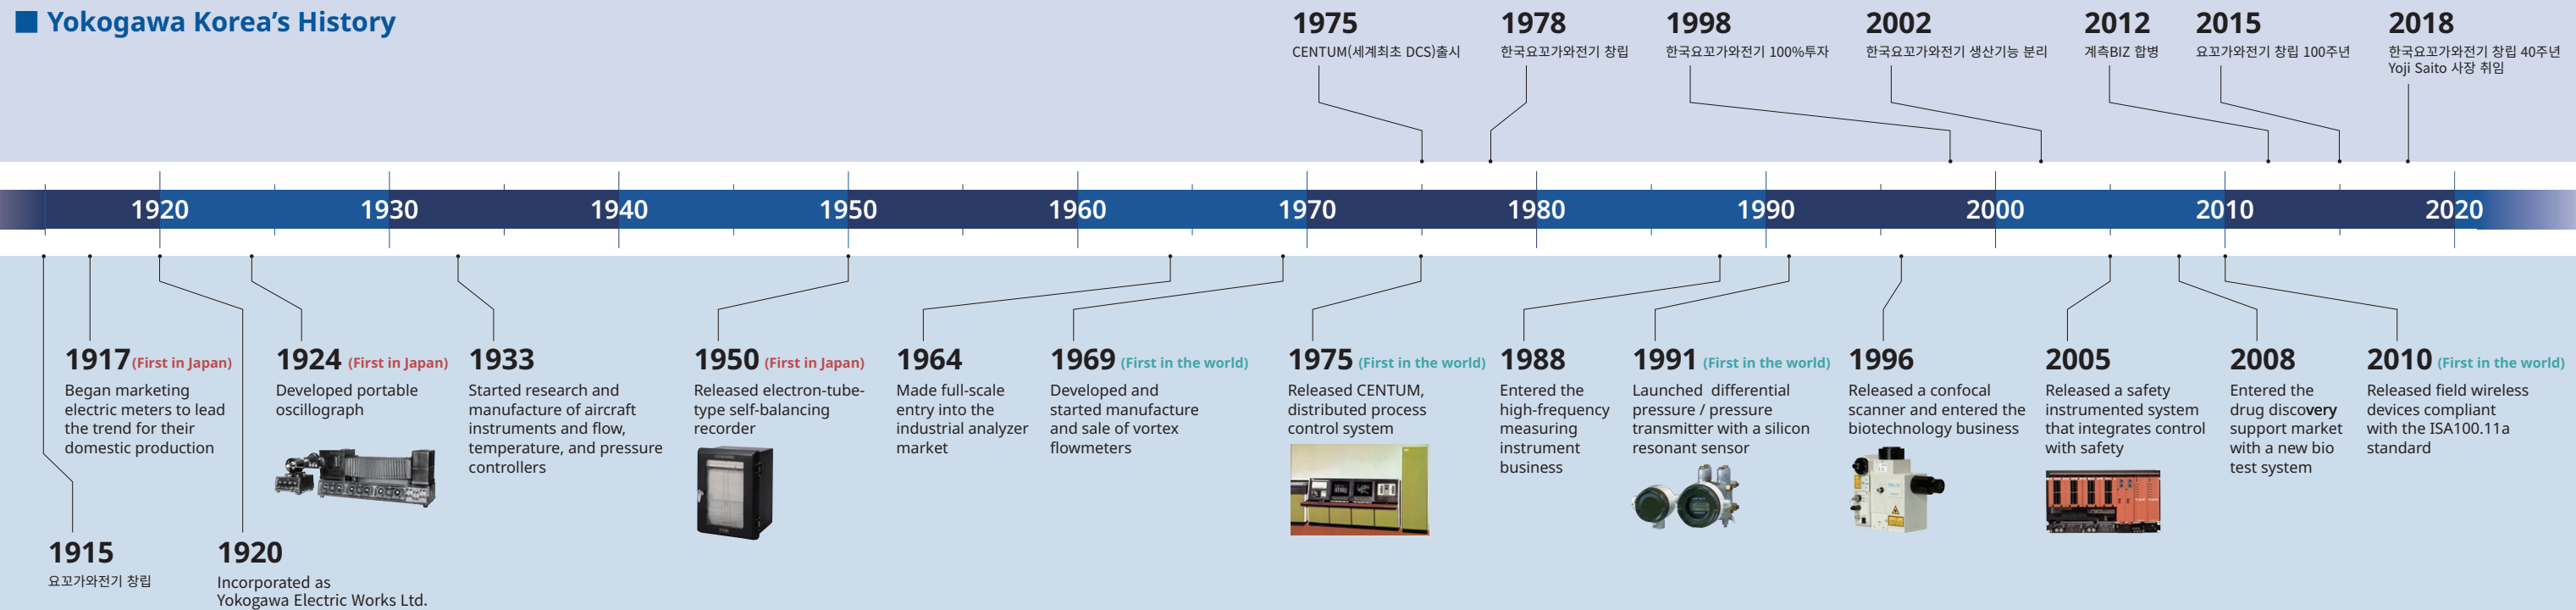 Yokogawa Korea’s History
1975
CENTUM(세계최초 DCS)출시
1978
한국요꼬가와전기 창립
1998
한국요꼬가와전기 100%투자
2002
한국요꼬가와전기 생산기능 분리
2012
계측BIZ 합병
2015
요꼬가와전기 창립 100주년
2018
한국요꼬가와전기 창립 40주년
Yoji Saito 사장 취임
1920 1930 1940 1950 1960 1970 1980 1990 2000 2010 2020
1917 (First in Japan)
Began marketing
electric meters to lead
the trend for their
domestic production
1924 (First in Japan)
Developed portable
oscillograph
1933
Started research and
manufacture of aircraft
instruments and flow,
temperature, and pressure
controllers
1950 (First in Japan)
Released electron-tube-
type self-balancing
recorder
1964
Made full-scale
entry into the
industrial analyzer
market
1969 (First in the world)
Developed and
started manufacture
and sale of vortex
flowmeters
1975 (First in the world)
Released CENTUM,
distributed process
control system
1988
Entered the
high-frequency
measuring
instrument
business
1991 (First in the world)
Launched differential
pressure / pressure
transmitter with a silicon
resonant sensor
1996
Released a confocal
scanner and entered the
biotechnology business
2005
Released a safety
instrumented system
that integrates control
with safety
2008
Entered the
drug discovery
support market
with a new bio
test system
2010 (First in the world)
Released field wireless
devices compliant
with the ISA100.11a
standard
1915
요꼬가와전기 창립
1920
Incorporated as
Yokogawa Electric Works Ltd.